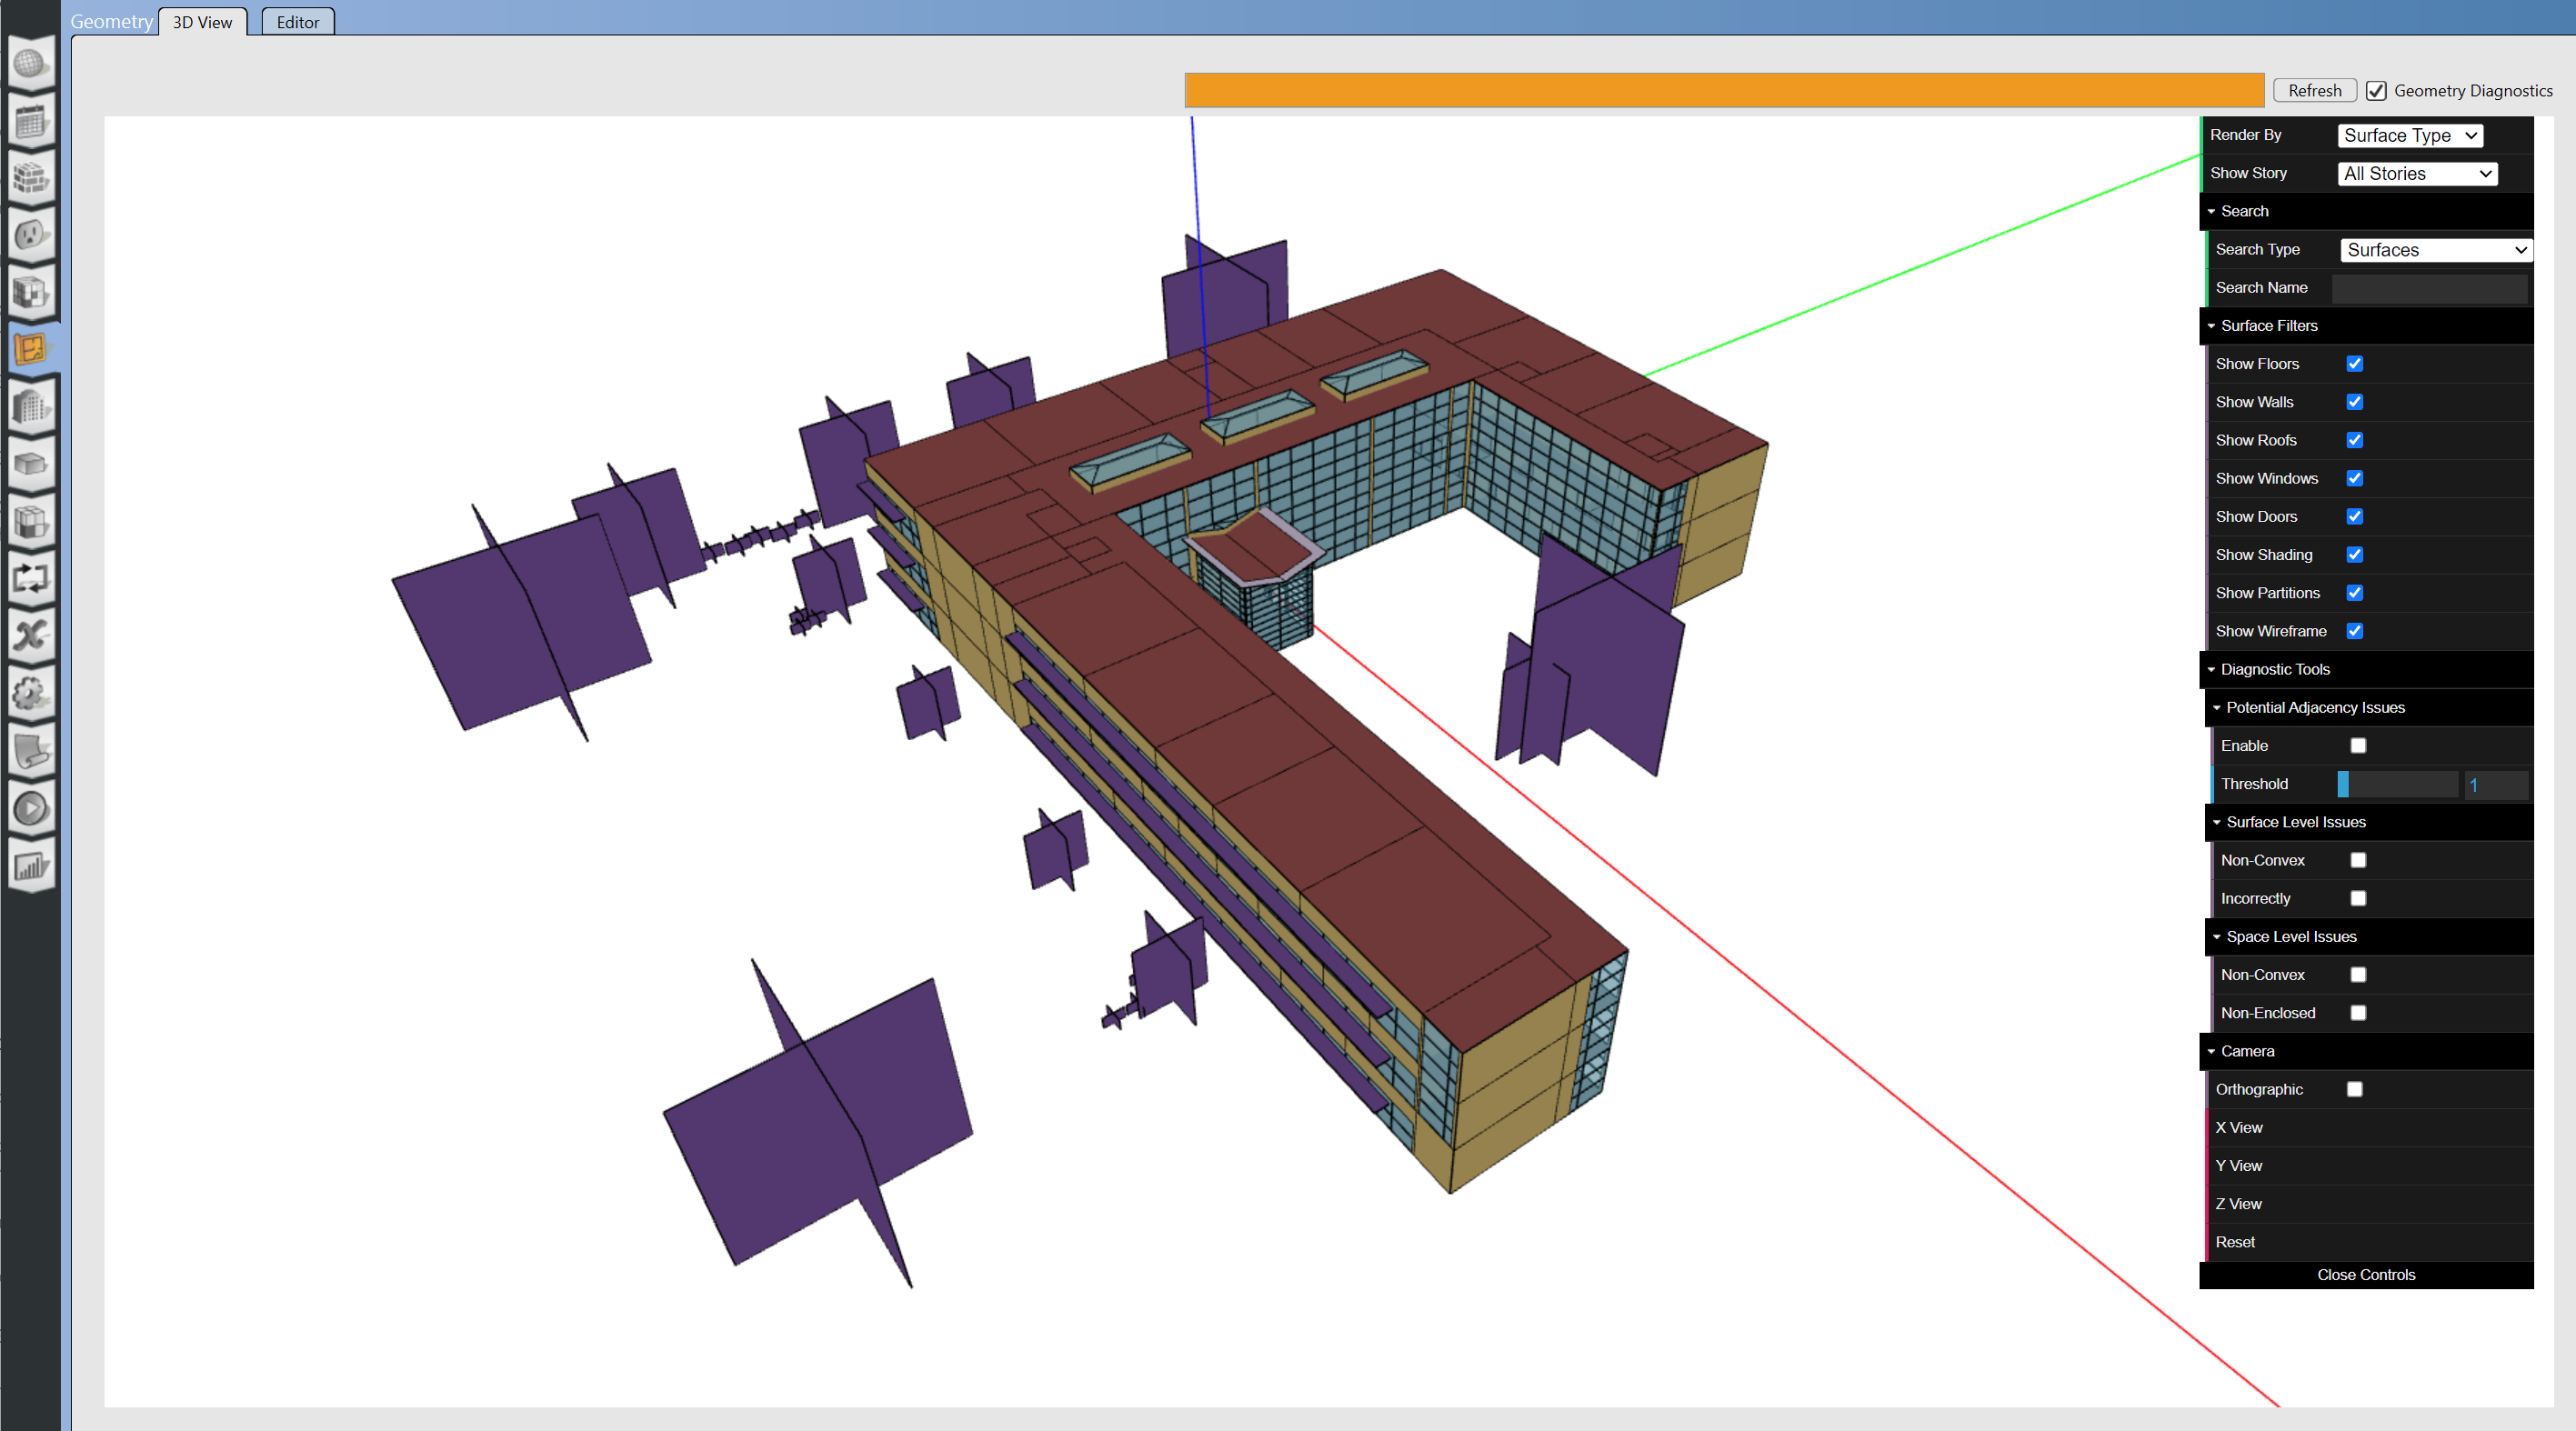 Geometry 3D View Editor
Refresh Geometry Diagnostics
Render By Surface Type
Show Story All Stories
Search
Search Type Surfaces
Search Name
Surface Filters
Show Floors
Show Walls
Show Roofs
Show Windows
Show Doors
Show Shading
Show Partitions
Show Wireframe
Diagnostic Tools
Potential Adjacency Issues
Enable
Threshold 1
Surface Level Issues
Non-Convex
Incorrectly
Space Level Issues
Non-Convex
Non-Enclosed
Camera
Orthographic
X View
Y View
Z View
Reset
Close Controls